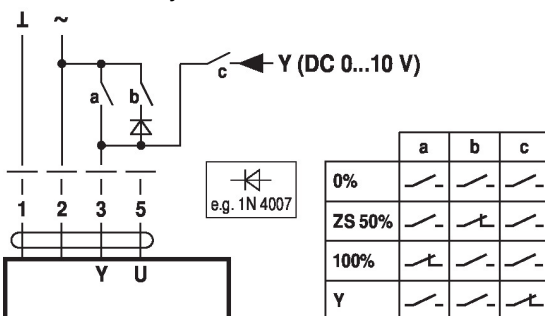 ⊥ ~
a b c Y (DC 0...10 V)
1 2 3 5
Y U
e.g. 1N 4007
a b c
0%
ZS 50%
100%
Y